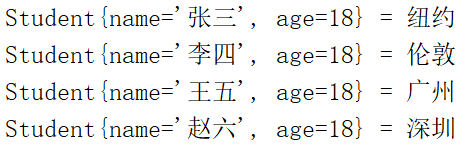 Student{name='张三', age=18} = 纽约
Student{name='李四', age=18} = 伦敦
Student{name='王五', age=18} = 广州
Student{name='赵六', age=18} = 深圳